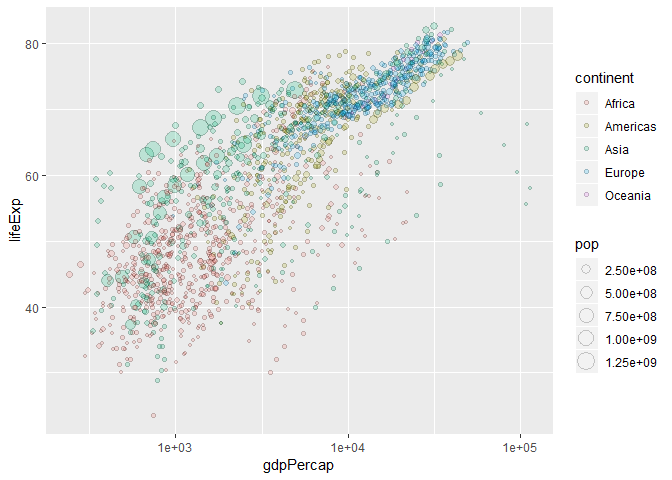 80
60
40
lifeExp
1e+03
1e+04
1e+05
gdpPercap
continent
Africa
Americas
Asia
Europe
Oceania
pop
2.50e+08
5.00e+08
7.50e+08
1.00e+09
1.25e+09